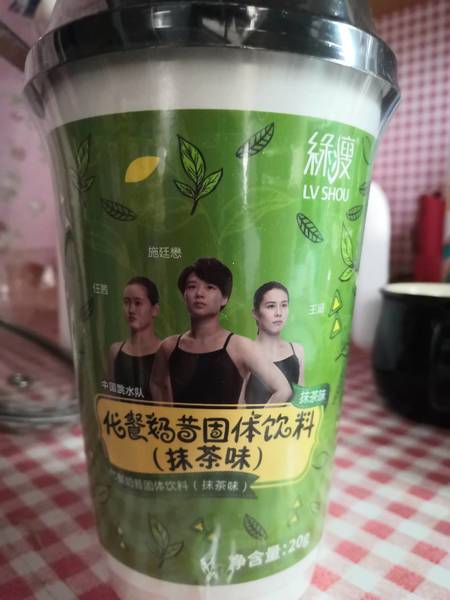 綠瘦
LV SHOU
施廷懋
任茜
王涵
中国跳水队
抹茶味
代餐奶昔固体饮料
(抹茶味)
代餐奶昔固体饮料(抹茶味)
净含量:20g